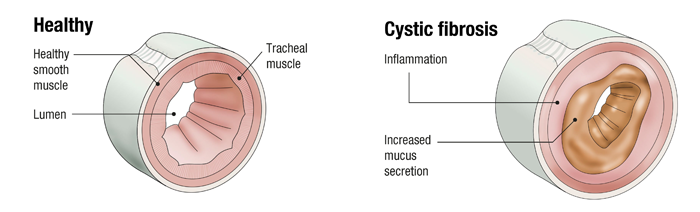 Healthy
Healthy
smooth
muscle
Tracheal
muscle
Lumen
Cystic fibrosis
Inflammation
Increased
mucus
secretion